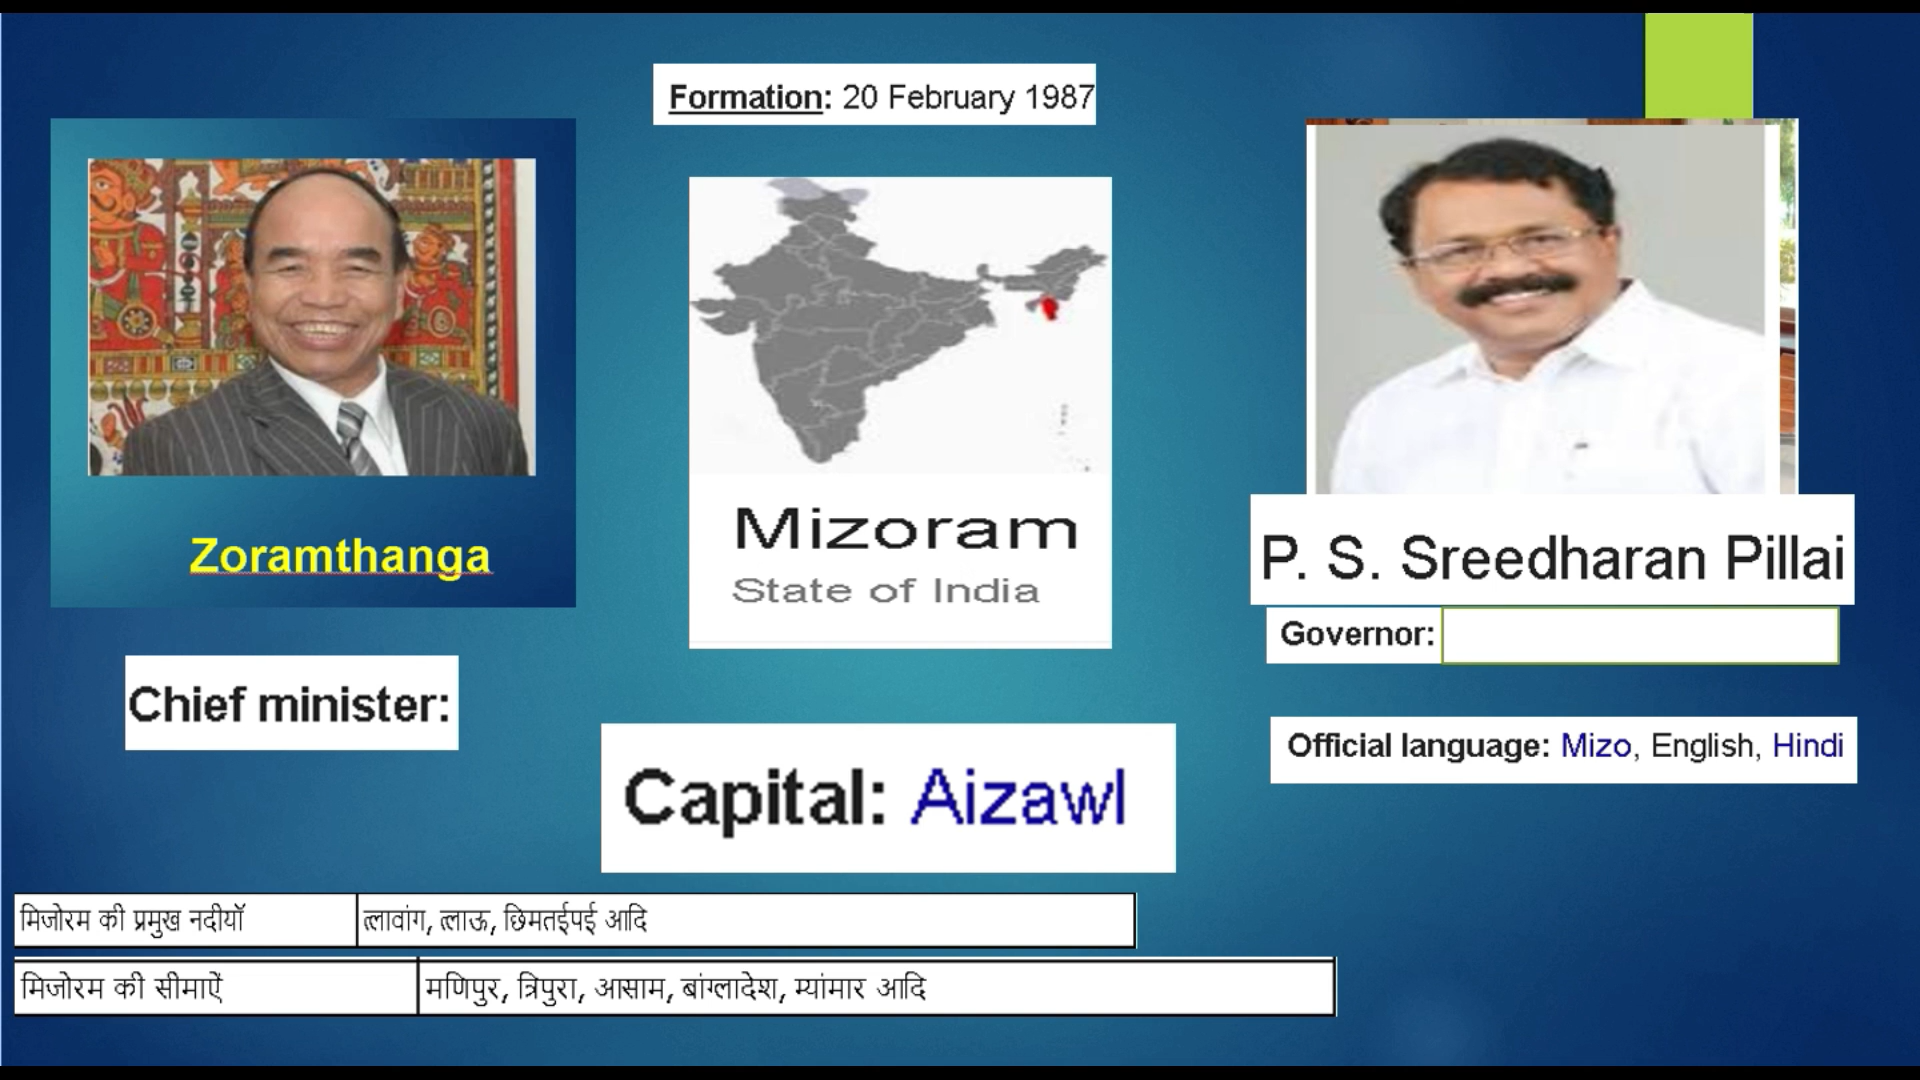 Formation: 20 February 1987
Zoramthanga
Chief minister:
Mizoram
State of India
Capital: Aizawl
P. S. Sreedharan Pillai
Governor:
Official language: Mizo, English, Hindi
मिजोरम की प्रमुख नदीयॉ
त्लावांग, त्लाऊ, छिमतईपई आदि
मिजोरम की सीमाऐं
मणिपुर, त्रिपुरा, आसाम, बांग्लादेश, म्यांमार आदि